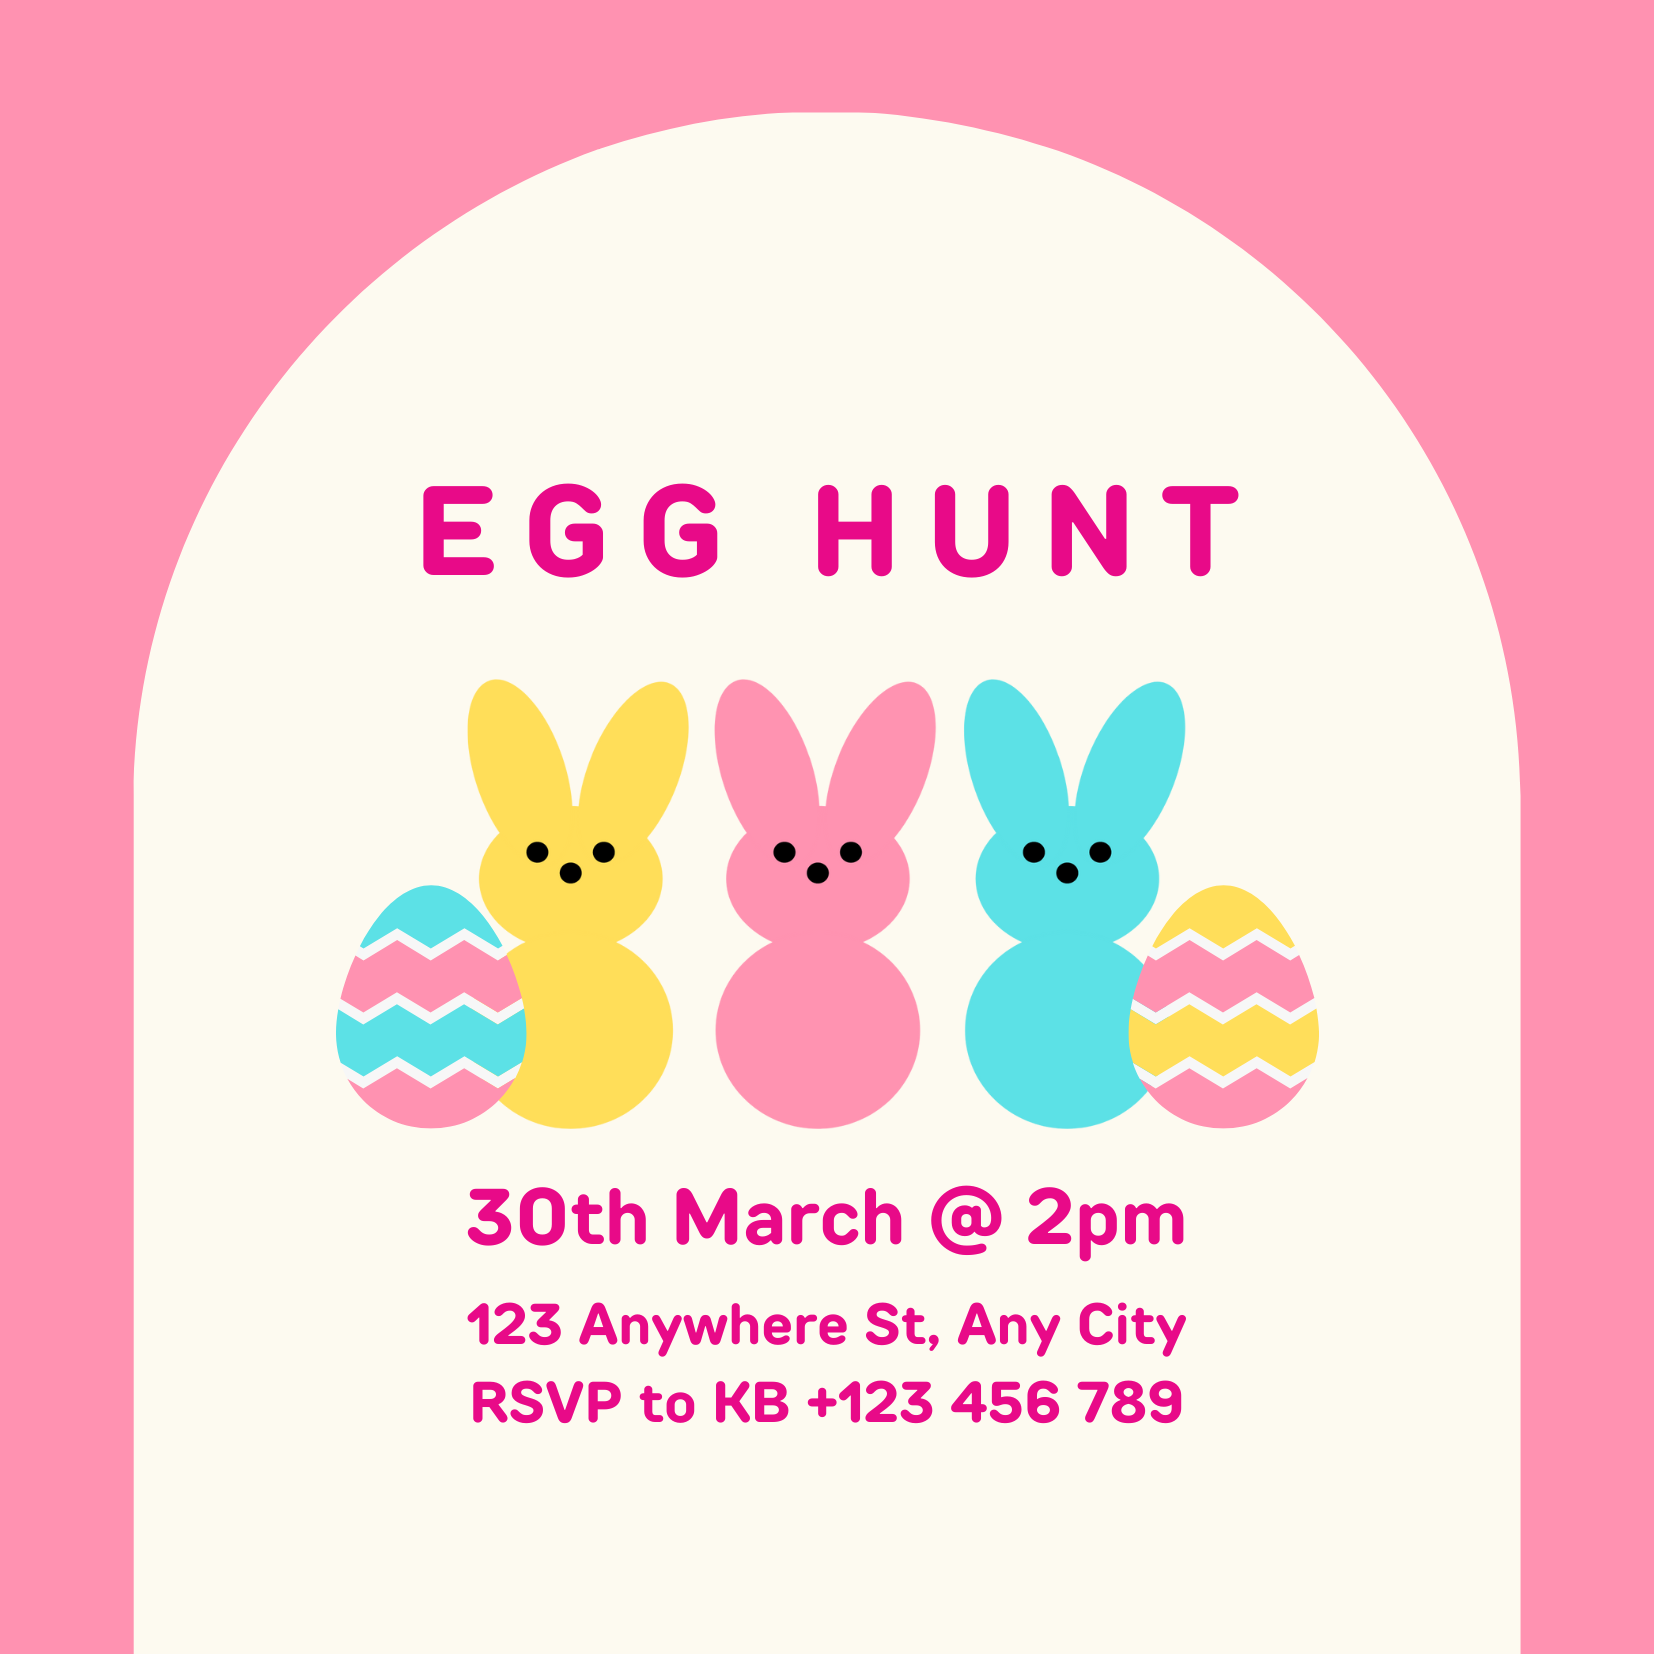 EGG HUNT
30th March @ 2pm
123 Anywhere St, Any City
RSVP to KB +123 456 789